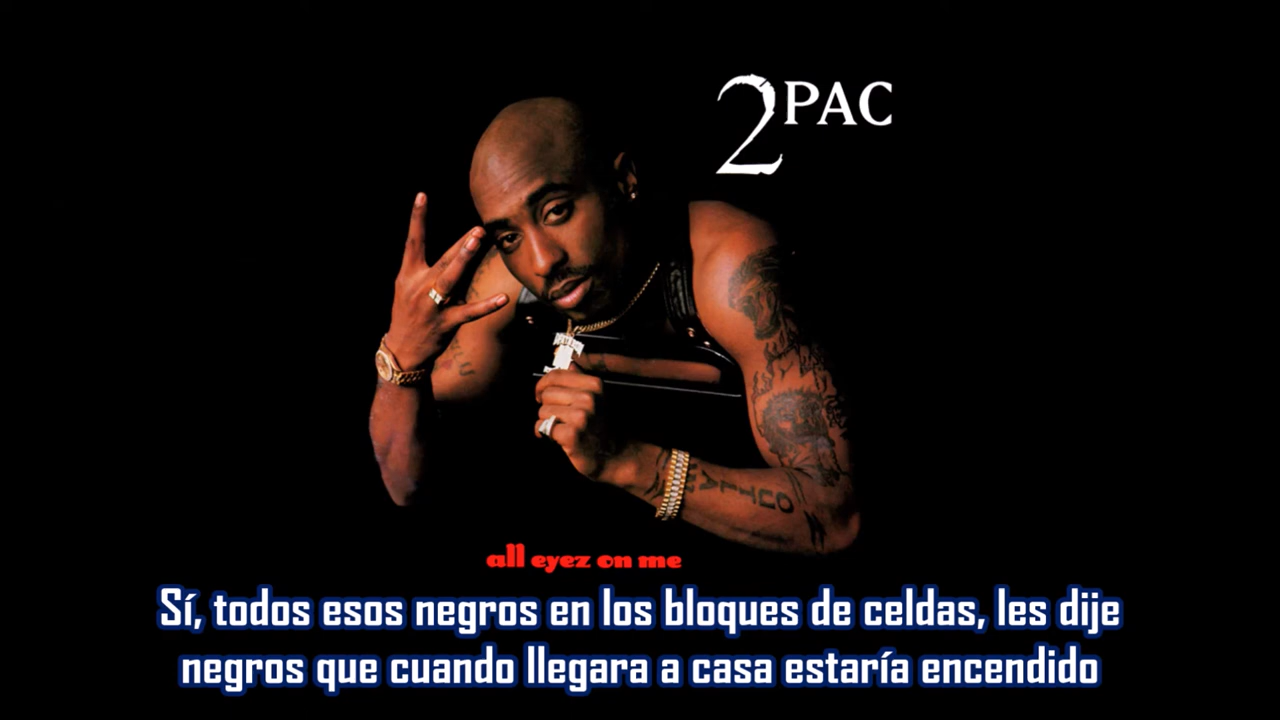 2PAC
all eyez on me
Sí, todos esos negros en los bloques de celdas, les dije
negros que cuando llegara a casa estaría encendido